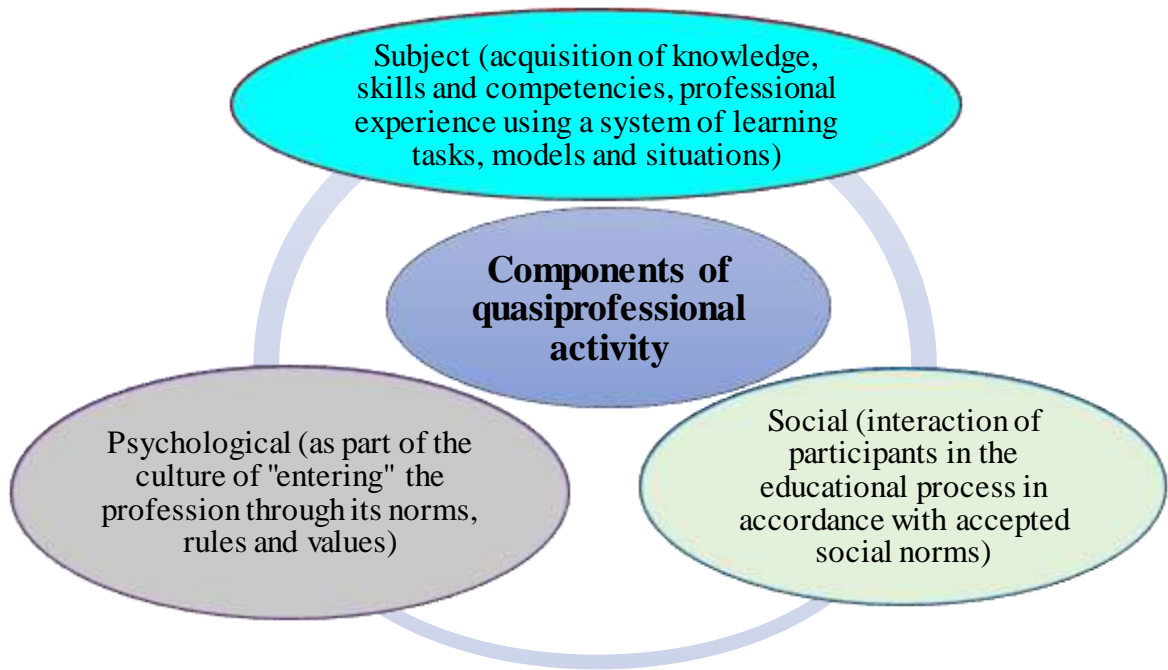 Subject (acquisition of knowledge,
skills and competencies, professional
experience using a system of learning
tasks, models and situations)
Components of
quasiprofessional
activity
Psychological (as part of the
culture of "entering" the
profession through its norms,
rules and values)
Social (interaction of
participants in the
educational process in
accordance with accepted
social norms)